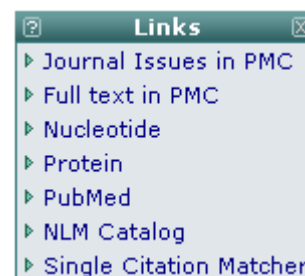 ? Links
Journal Issues in PMC
Full text in PMC
Nucleotide
Protein
PubMed
NLM Catalog
Single Citation Matcher